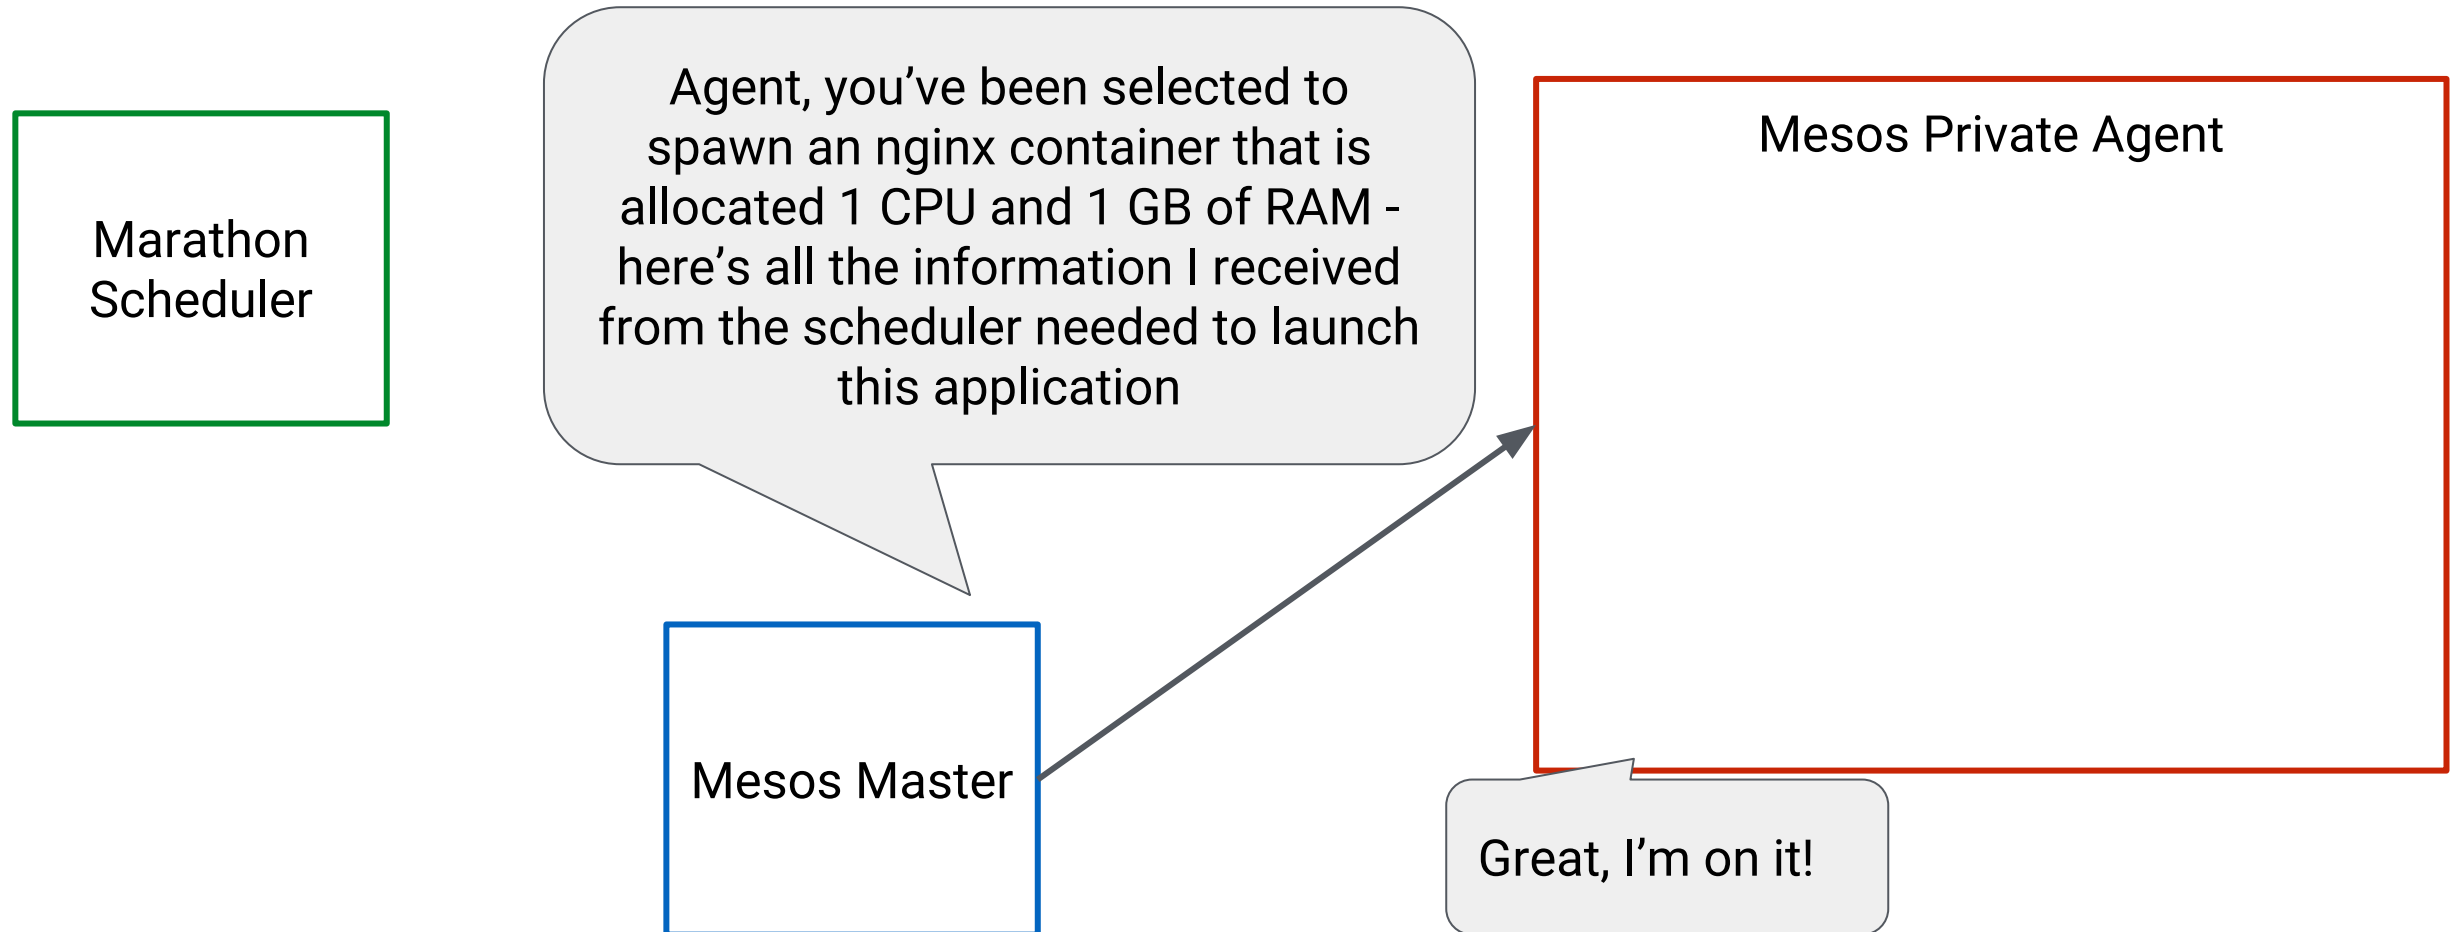 Marathon
Scheduler
Agent, you’ve been selected to
spawn an nginx container that is
allocated 1 CPU and 1 GB of RAM -
here’s all the information I received
from the scheduler needed to launch
this application
Mesos Private Agent
Mesos Master
Great, I’m on it!